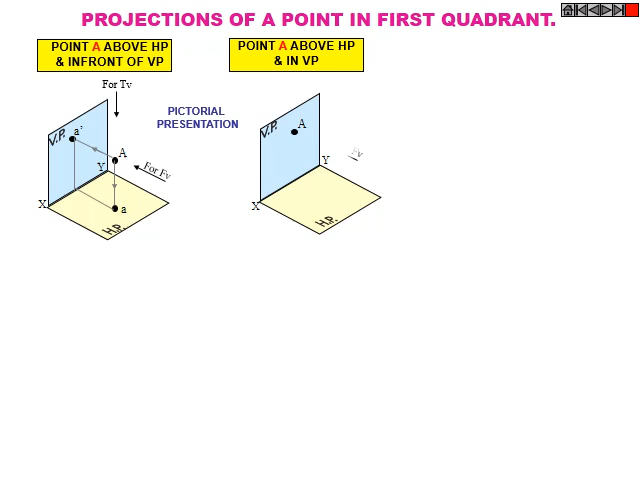 PROJECTIONS OF A POINT IN FIRST QUADRANT.
POINT A ABOVE HP
& INFRONT OF VP
POINT A ABOVE HP
& IN VP
For Tv
PICTORIAL
PRESENTATION
V.P.
a'
A
Y
For Fv
X
a
H.P.
V.P.
A
Y
Fv
X
H.P.